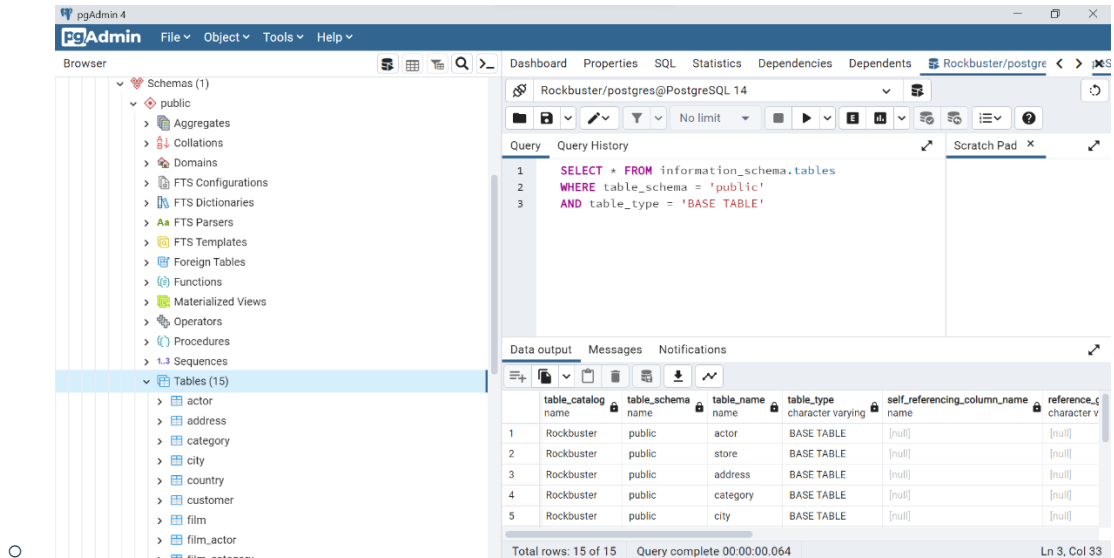 pgAdmin 4
pgAdmin File Object Tools Help
Browser
Schemas (1)
public
Aggregates
Collations
Domains
FTS Configurations
FTS Dictionaries
Aa FTS Parsers
FTS Templates
Foreign Tables
Functions
Materialized Views
Operators
Procedures
1..3 Sequences
Tables (15)
actor
address
category
city
country
customer
film
film_actor
film_category
Dashboard Properties SQL Statistics Dependencies Dependents Rockbuster/postgre
Rockbuster/postgres@PostgreSQL 14
No limit E
Query Query History Scratch Pad
1 SELECT * FROM information_schema.tables
2 WHERE table_schema = 'public'
3 AND table_type = 'BASE TABLE'
Data output Messages Notifications
table_catalog table_schema table_name table_type self_referencing_column_name reference_g
name name name character varying name character v
1 Rockbuster public actor BASE TABLE [null] [null]
2 Rockbuster public store BASE TABLE [null] [null]
3 Rockbuster public address BASE TABLE [null] [null]
4 Rockbuster public category BASE TABLE [null] [null]
5 Rockbuster public city BASE TABLE [null] [null]
Total rows: 15 of 15 Query complete 00:00:00.064 Ln 3, Col 33